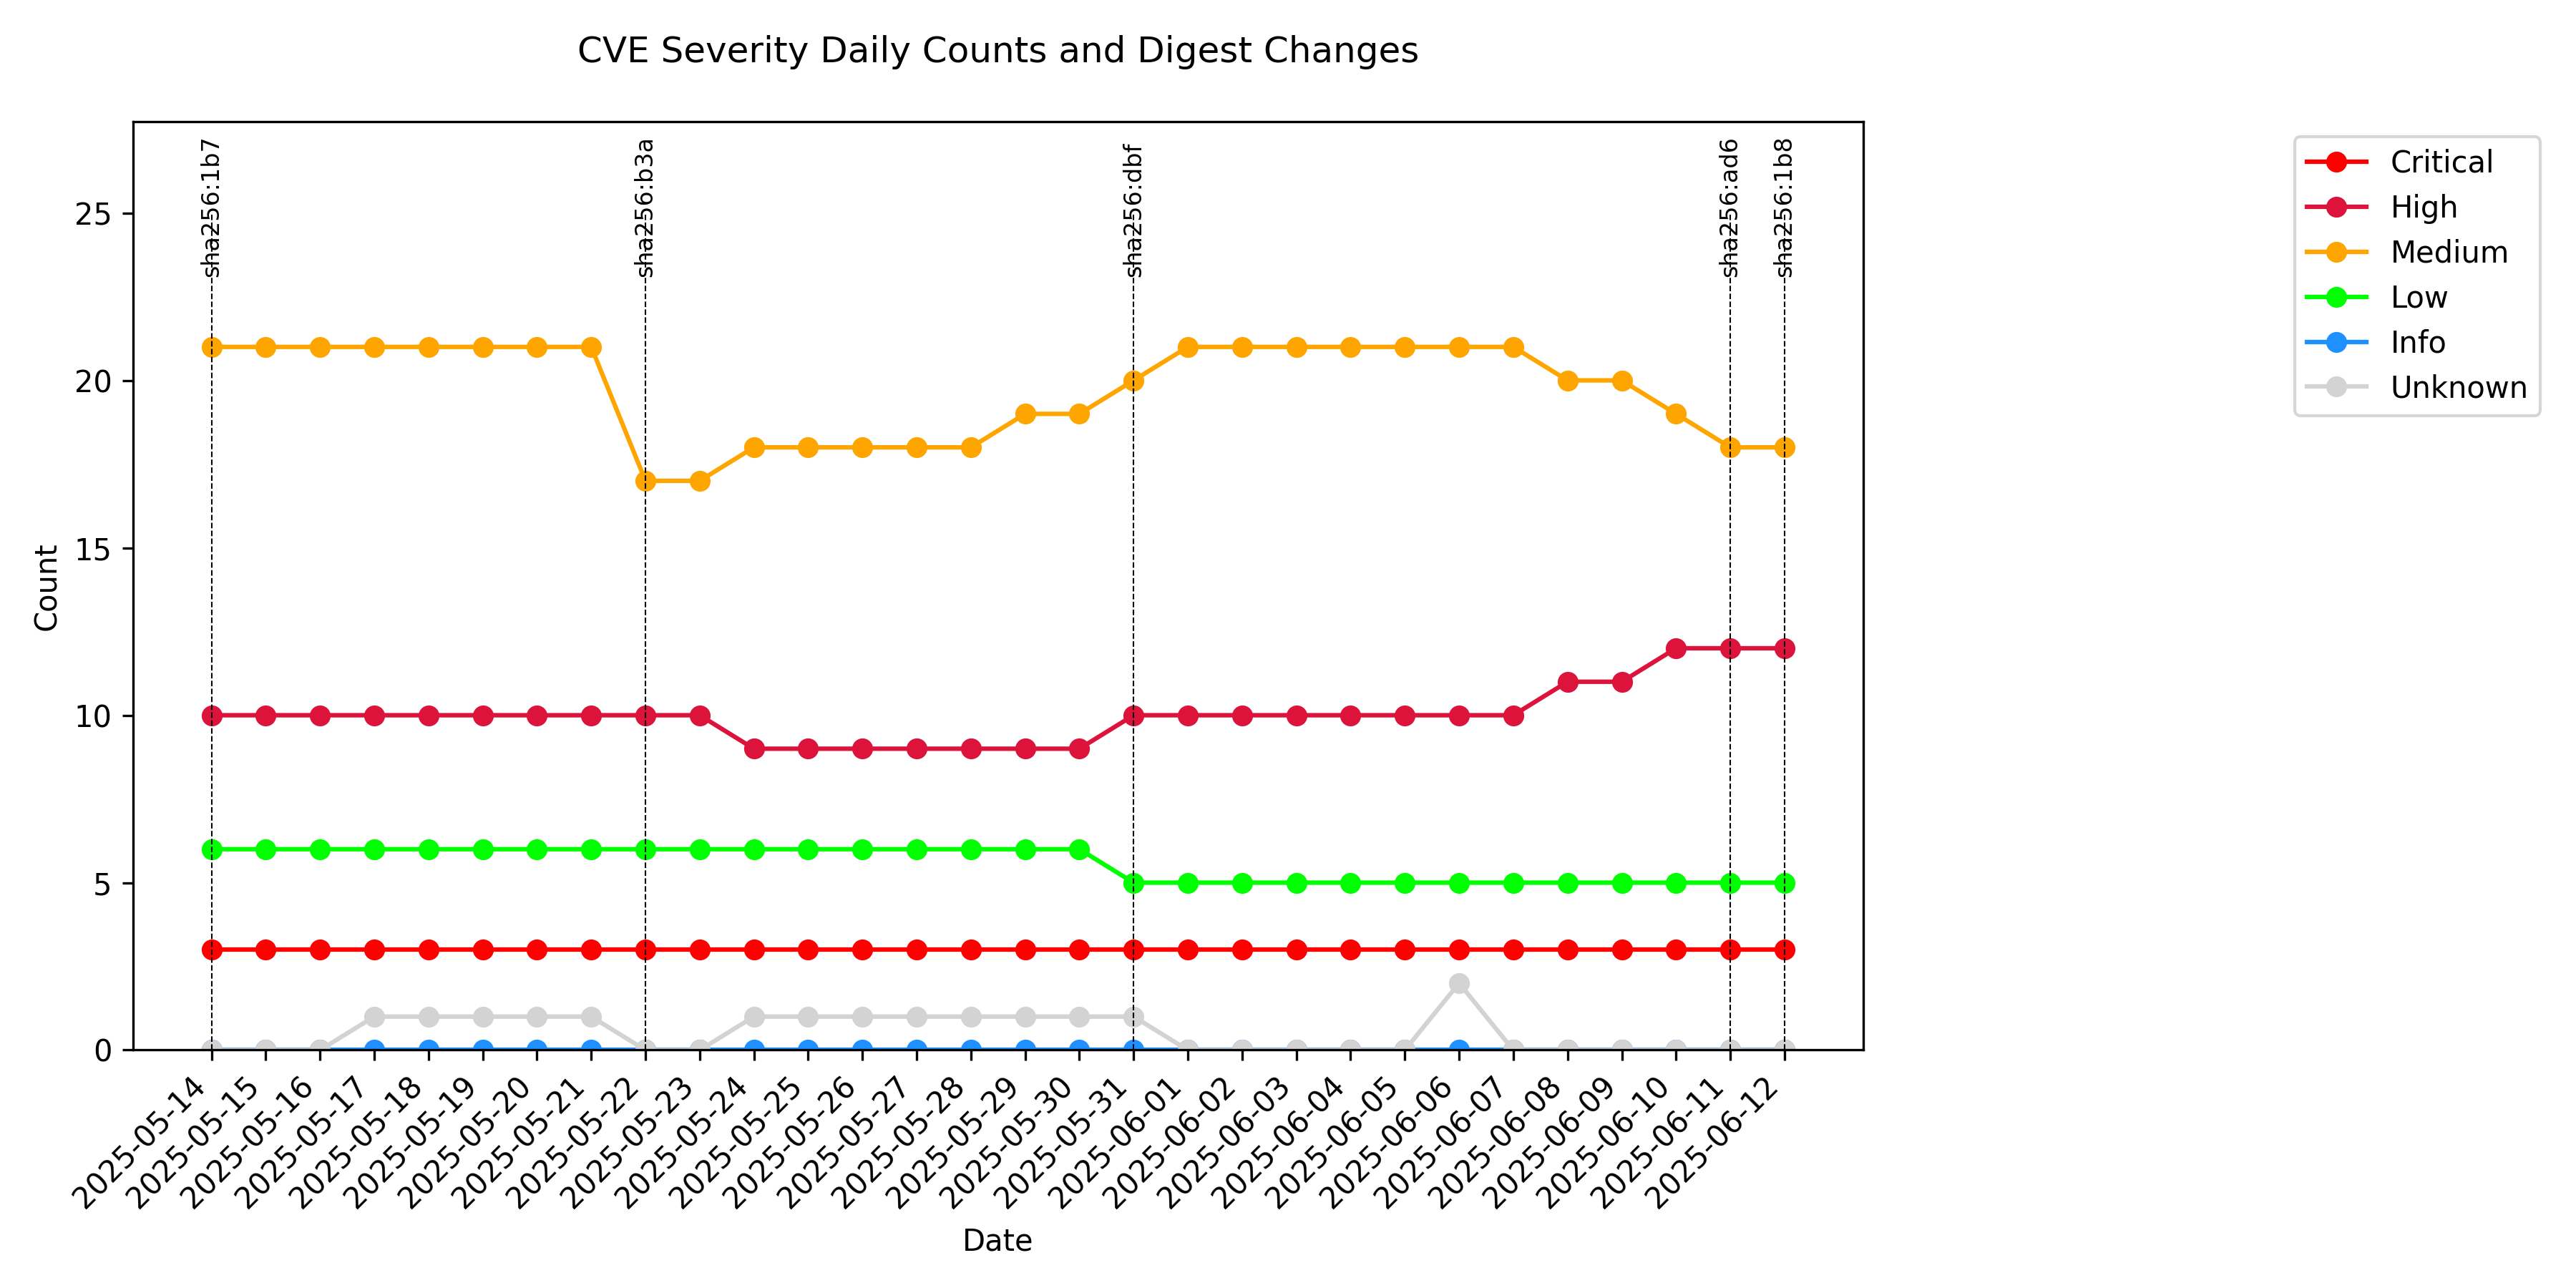 CVE Severity Daily Counts and Digest Changes
sha256:1b7
sha256:b3a
sha256:dbf
sha256:ad6
sha256:1b8
Critical
High
Medium
Low
Info
Unknown
Count
25
20
15
10
5
0
2025-05-14
2025-05-15
2025-05-16
2025-05-17
2025-05-18
2025-05-19
2025-05-20
2025-05-21
2025-05-22
2025-05-23
2025-05-24
2025-05-25
2025-05-26
2025-05-27
2025-05-28
2025-05-29
2025-05-30
2025-05-31
2025-06-01
2025-06-02
2025-06-03
2025-06-04
2025-06-05
2025-06-06
2025-06-07
2025-06-08
2025-06-09
2025-06-10
2025-06-11
2025-06-12
Date